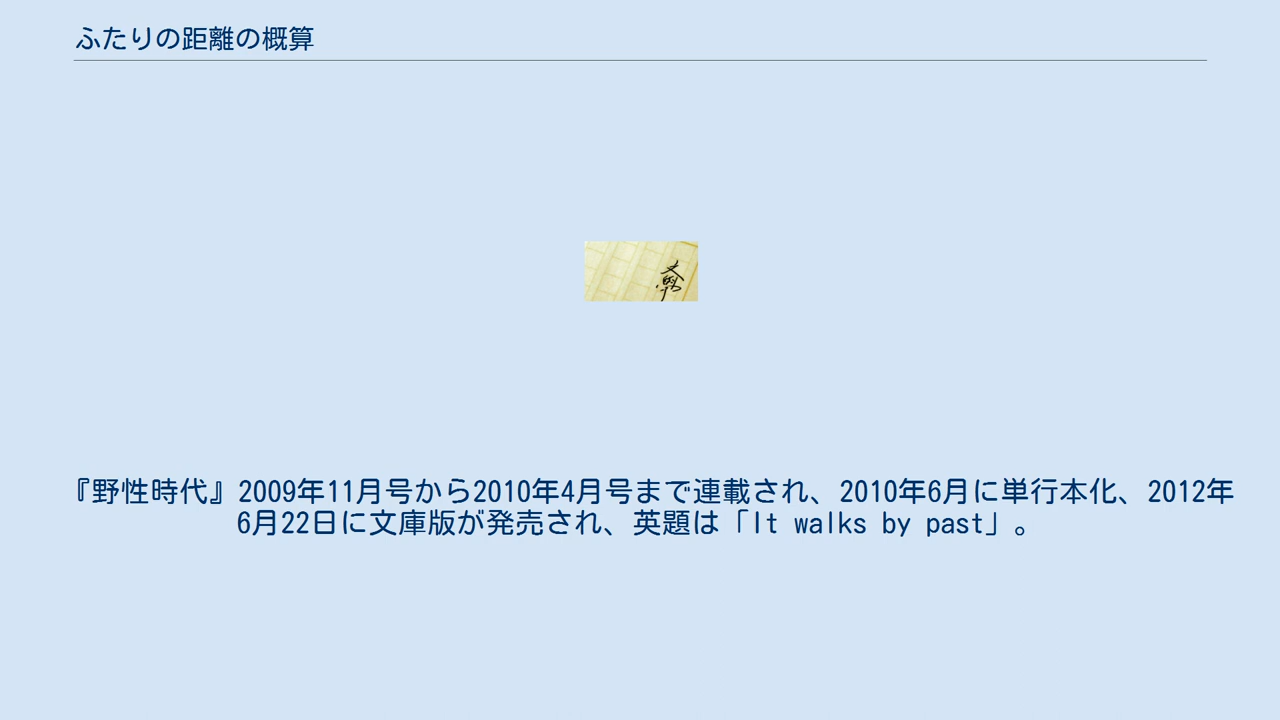 ふたりの距離の概算
『野性時代』2009年11月号から2010年4月号まで連載され、2010年6月に単行本化、2012年
6月22日に文庫版が発売され、英題は「It walks by past」。